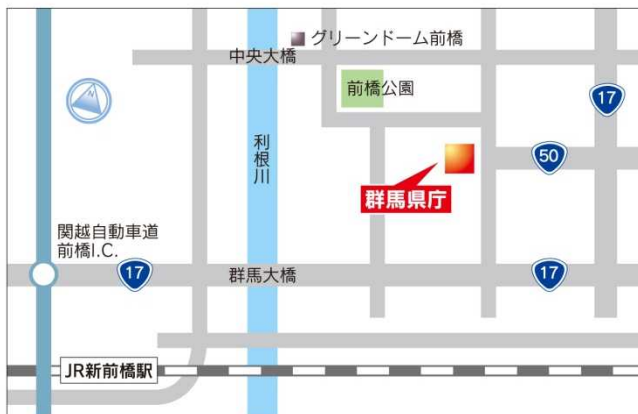 グリーンドーム前橋
中央大橋
前橋公園
N
17
利根川
50
群馬県庁
関越自動車道
前橋I.C.
17
群馬大橋
17
JR新前橋駅